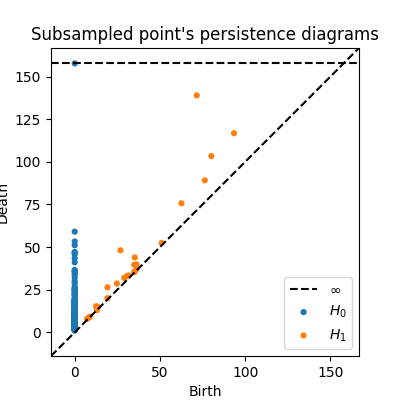 Subsampled point's persistence diagrams
150
125
100
75
50
25
0
Death
0 50 100 150
Birth
∞
H₀
H₁